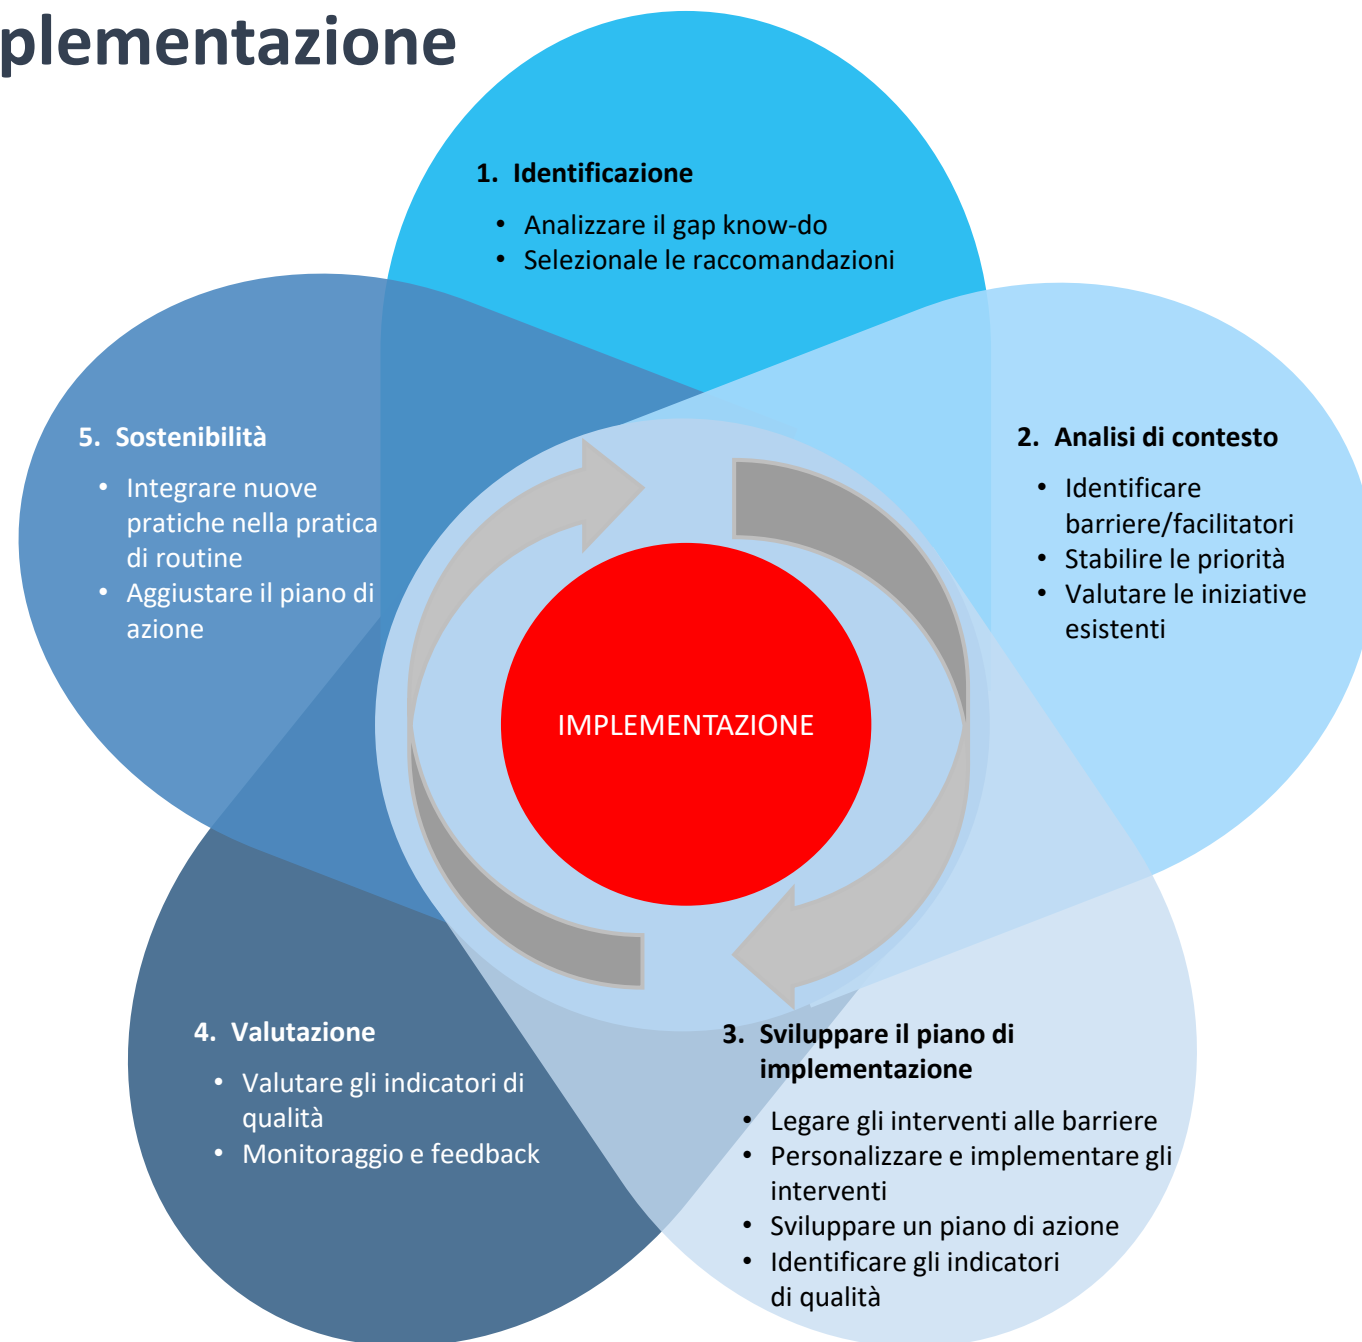 plementazione
1. Identificazione
• Analizzare il gap know-do
• Selezionale le raccomandazioni
2. Analisi di contesto
• Identificare
barriere/facilitatori
• Stabilire le priorità
• Valutare le iniziative
esistenti
3. Sviluppare il piano di
implementazione
• Legare gli interventi alle barriere
• Personalizzare e implementare gli
interventi
• Sviluppare un piano di azione
• Identificare gli indicatori
di qualità
4. Valutazione
• Valutare gli indicatori di
qualità
• Monitoraggio e feedback
5. Sostenibilità
• Integrare nuove
pratiche nella pratica
di routine
• Aggiustare il piano di
azione
IMPLEMENTAZIONE